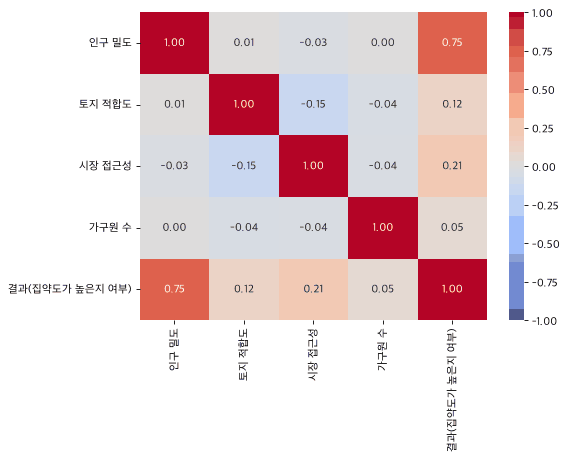 인구 밀도 1.00 0.01 -0.03 0.00 0.75
토지 적합도 0.01 1.00 -0.15 -0.04 0.12
시장 접근성 -0.03 -0.15 1.00 -0.04 0.21
가구원 수 0.00 -0.04 -0.04 1.00 0.05
결과(집약도가 높은지 여부) 0.75 0.12 0.21 0.05 1.00
인구 밀도
토지 적합도
시장 접근성
가구원 수
결과(집약도가 높은지 여부)
1.00
0.75
0.50
0.25
0.00
-0.25
-0.50
-0.75
-1.00